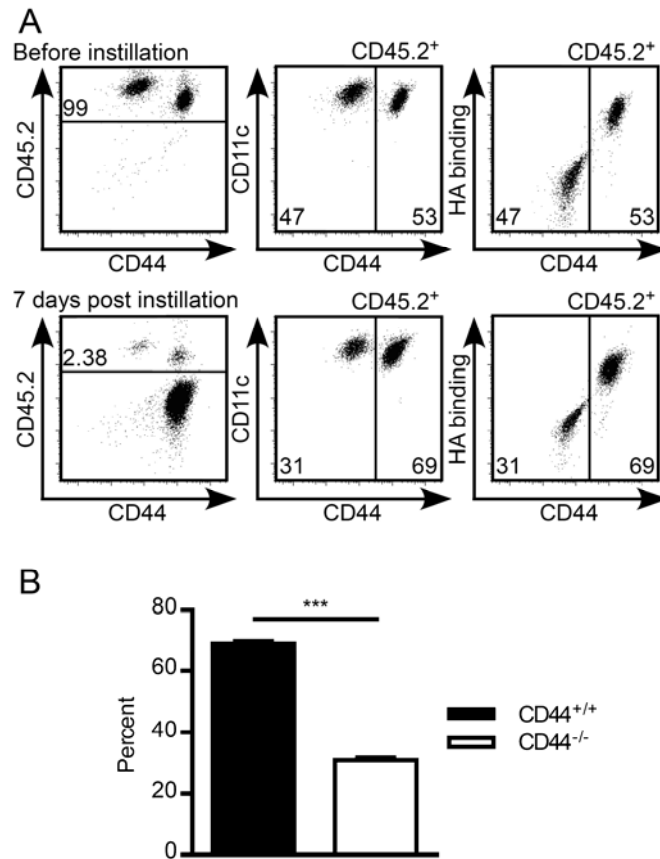 A
Before instillation
CD45.2⁺
CD45.2⁺
99
CD45.2
CD44
CD11c
47
53
CD44
HA binding
47
53
CD44
7 days post instillation
CD45.2⁺
CD45.2⁺
2.38
CD45.2
CD44
CD11c
31
69
CD44
HA binding
31
69
CD44
B
Percent
80
60
40
20
0
***
CD44⁺/⁺
CD44⁻/⁻